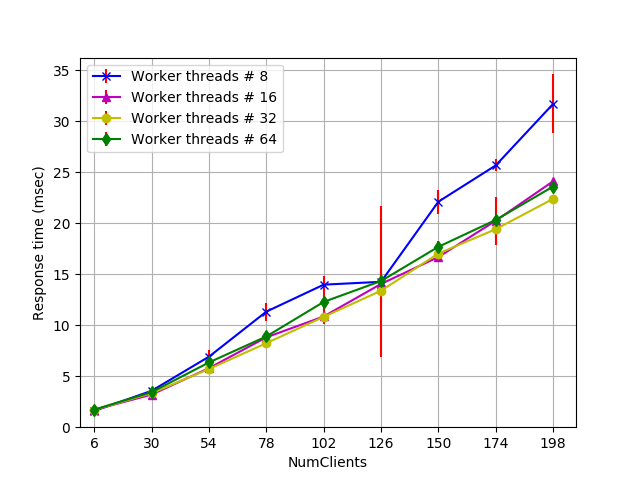 35
30
25
20
15
10
5
0
Response time (msec)
Worker threads # 8
Worker threads # 16
Worker threads # 32
Worker threads # 64
6 30 54 78 102 126 150 174 198
NumClients